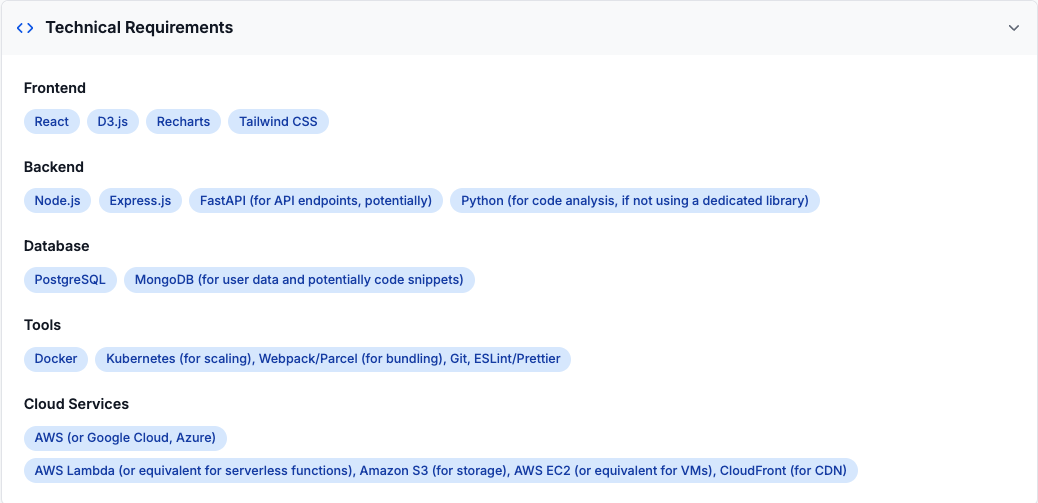 Technical Requirements
Frontend
React D3.js Recharts Tailwind CSS
Backend
Node.js Express.js FastAPI (for API endpoints, potentially) Python (for code analysis, if not using a dedicated library)
Database
PostgreSQL MongoDB (for user data and potentially code snippets)
Tools
Docker Kubernetes (for scaling), Webpack/Parcel (for bundling), Git, ESLint/Prettier
Cloud Services
AWS (or Google Cloud, Azure)
AWS Lambda (or equivalent for serverless functions), Amazon S3 (for storage), AWS EC2 (or equivalent for VMs), CloudFront (for CDN)